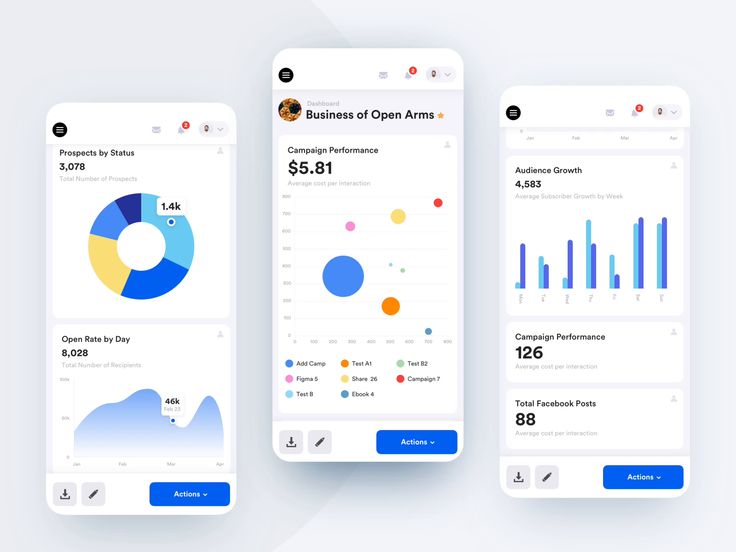 2
Prospects by Status
3,078
Total Number of Prospects
1.4k
Open Rate by Day
8,028
Total Number of Recipients
46k
Feb 23
Jan Feb Mar Apr
Actions
2
Dashboard
Business of Open Arms
Campaign Performance
$5.81
Average cost per interaction
800
700
600
500
400
300
200
100
0
0 100 200 300 400 500 600 700 800
Add Camp Test A1 Test B2
Figma 5 Share 26 Campaign 7
Test B Ebook 4
Actions
2
Jan Feb Mar Apr
Audience Growth
4,583
Average Subscriber Growth by Week
Mon Tue Wed Thu Fri Sat Sun
Campaign Performance
126
Average cost per interaction
Total Facebook Posts
88
Average cost per interaction
Actions